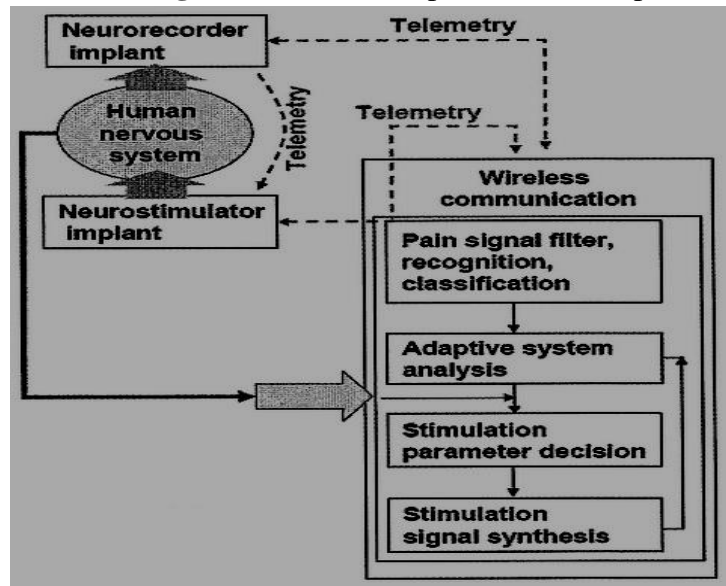 Neurorecorder
implant
Telemetry
Human
nervous
system
Telemetry
Telemetry
Neurostimulator
implant
Wireless
communication
Pain signal filter,
recognition,
classification
Adaptive system
analysis
Stimulation
parameter decision
Stimulation
signal synthesis